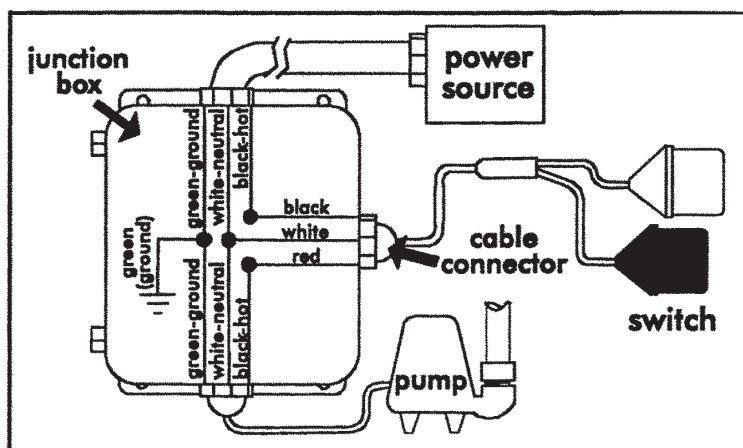 junction
box
power
source
green-ground
white-neutral
black-hot
black
white
red
green
(ground)
cable
connector
switch
green-ground
white-neutral
black-hot
pump